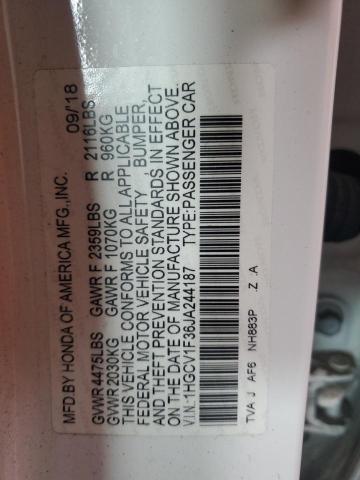 MFD.BY HONDA OF AMERICA MFG.,INC. 09/18
GVWR 4475LBS GAWR F 2359LBS R 2116LBS
GVWR 2030KG GAWR F 1070KG R 960KG
THIS VEHICLE CONFORMS TO ALL APPLICABLE
FEDERAL MOTOR VEHICLE SAFETY , BUMPER,
AND THEFT PREVENTION STANDARDS IN EFFECT
ON THE DATE OF MANUFACTURE SHOWN ABOVE.
V.I.N.:1HGCV1F36JA244187 TYPE:PASSENGER CAR
TVA J AF6 NH883P .Z .A